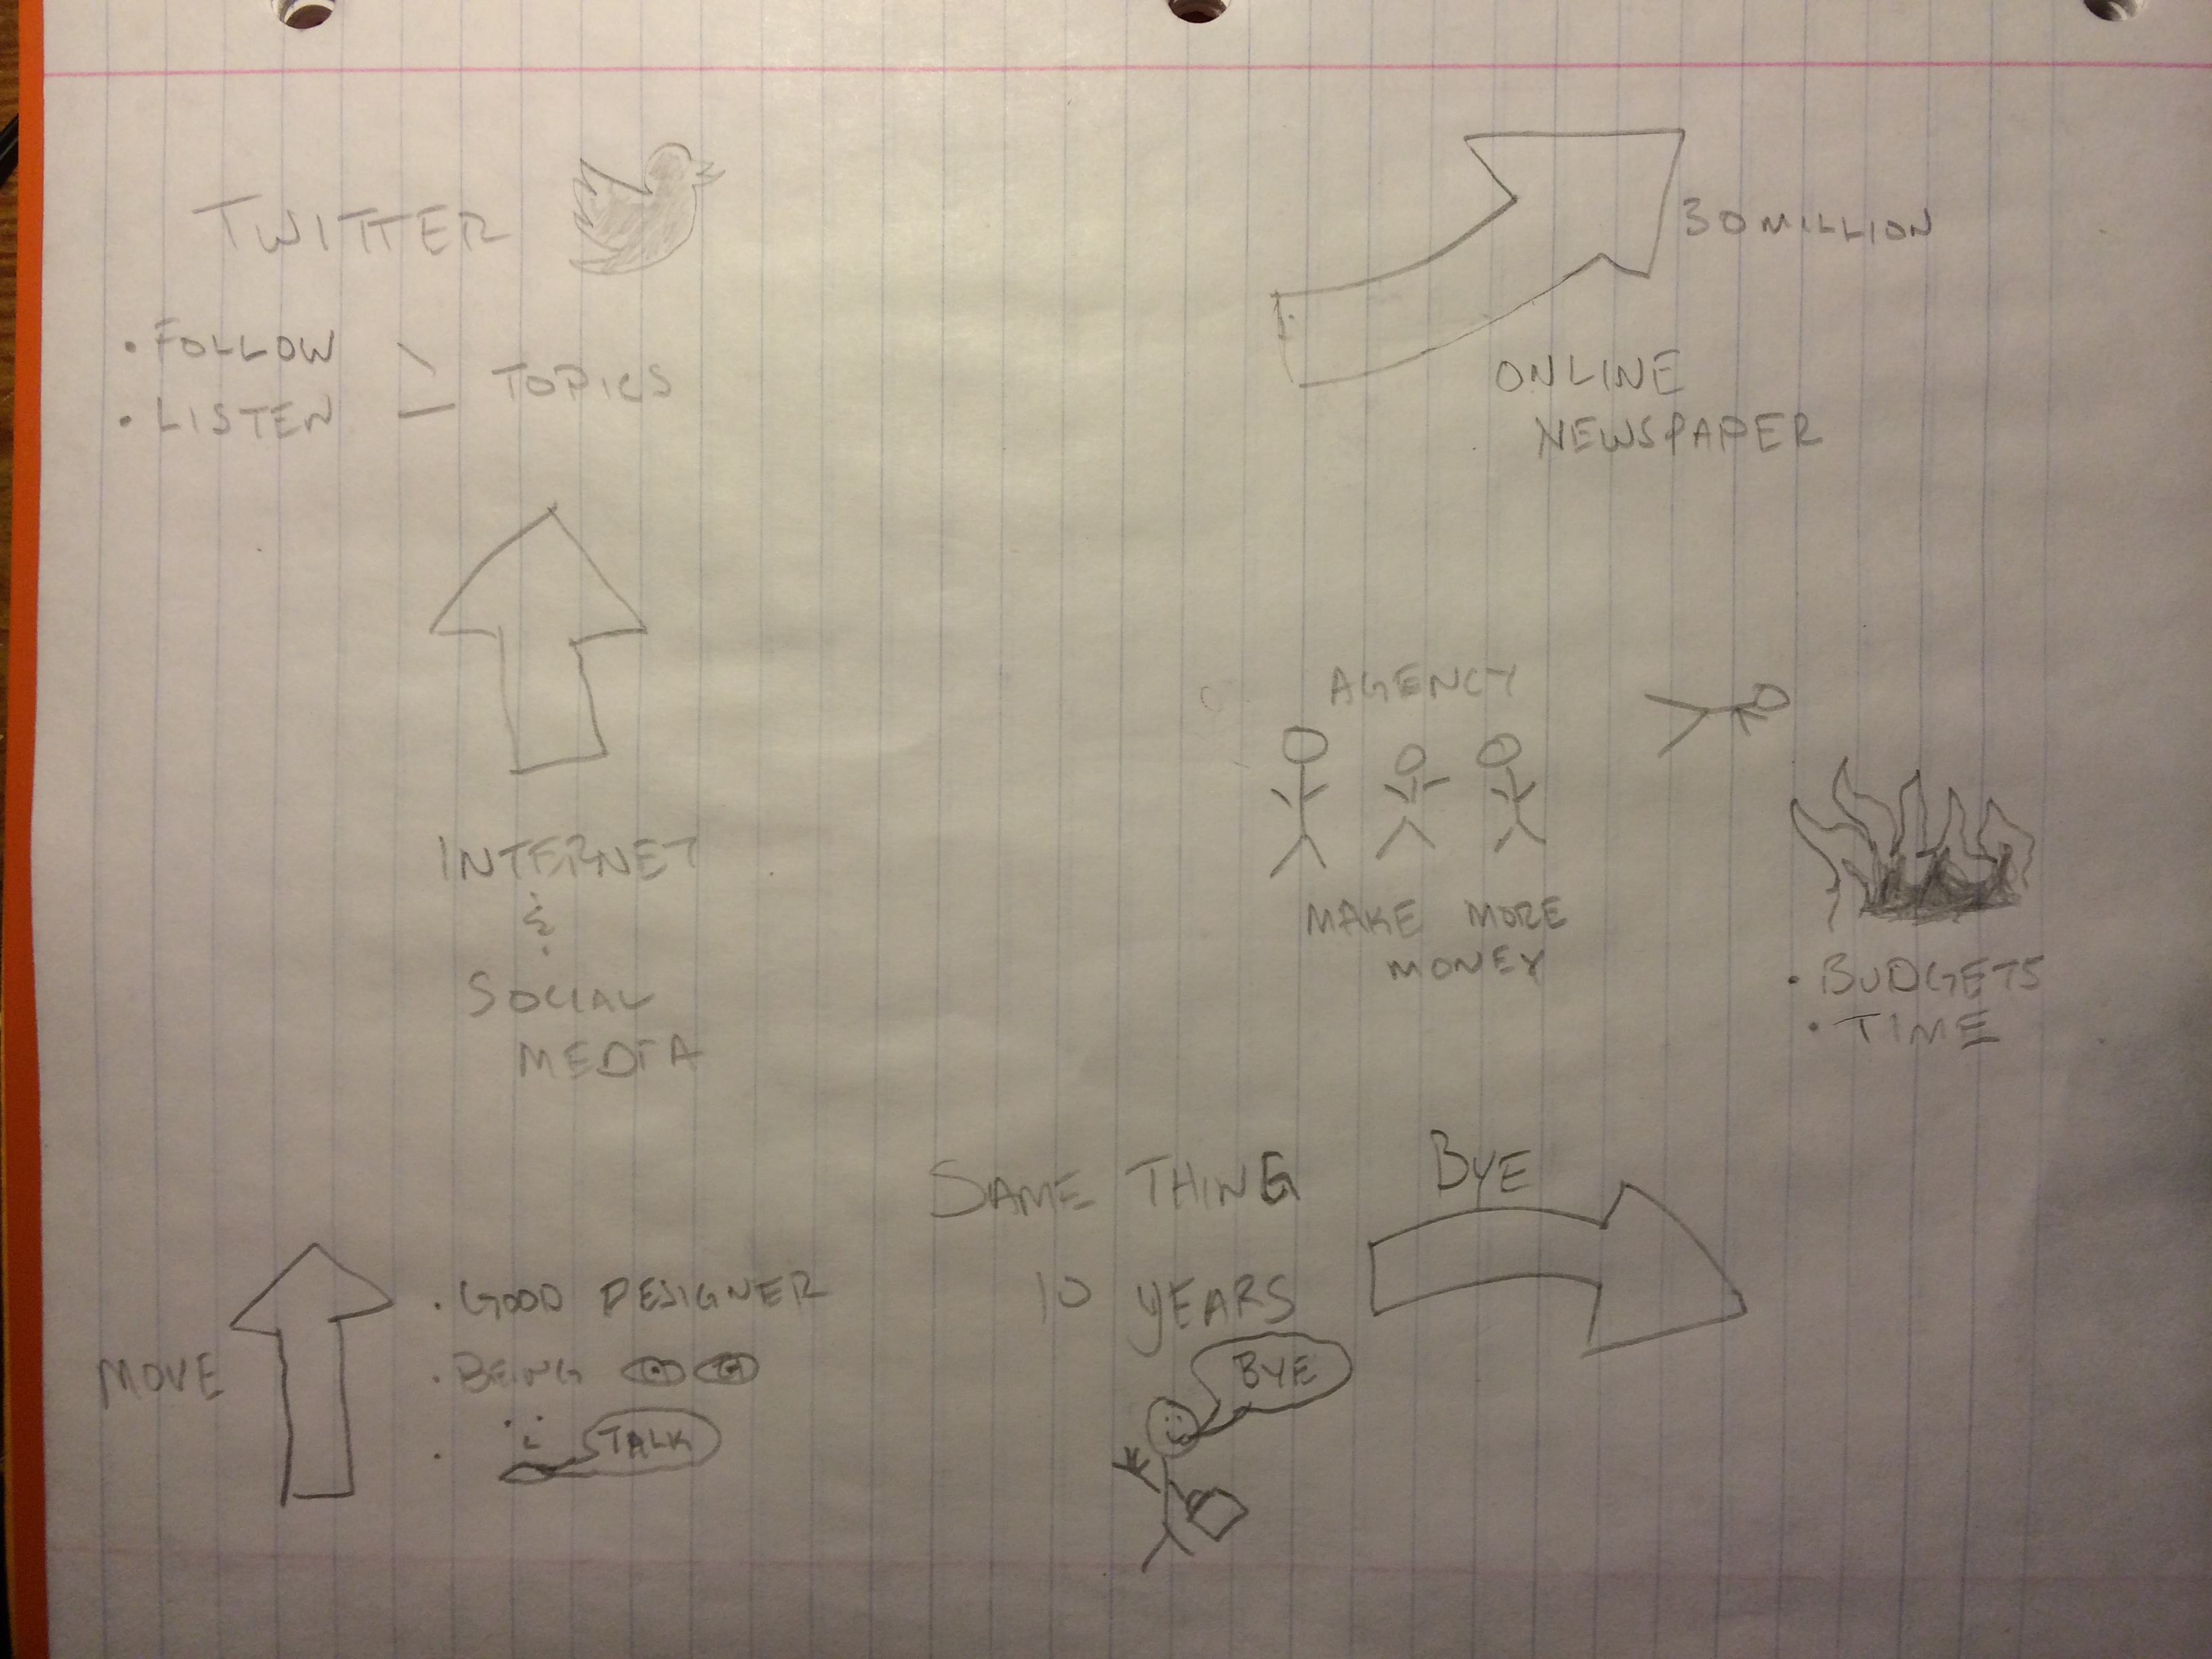 TWITTER
• FOLLOW
• LISTEN
TOPICS
30 MILLION
ONLINE
NEWSPAPER
INTERNET
&
SOCIAL
MEDIA
AGENCY
MAKE MORE
MONEY
• BUDGETS
• TIME
MOVE
• GOOD DESIGNER
• BEING
• TALK
SAME THING
10 YEARS
BYE
BYE